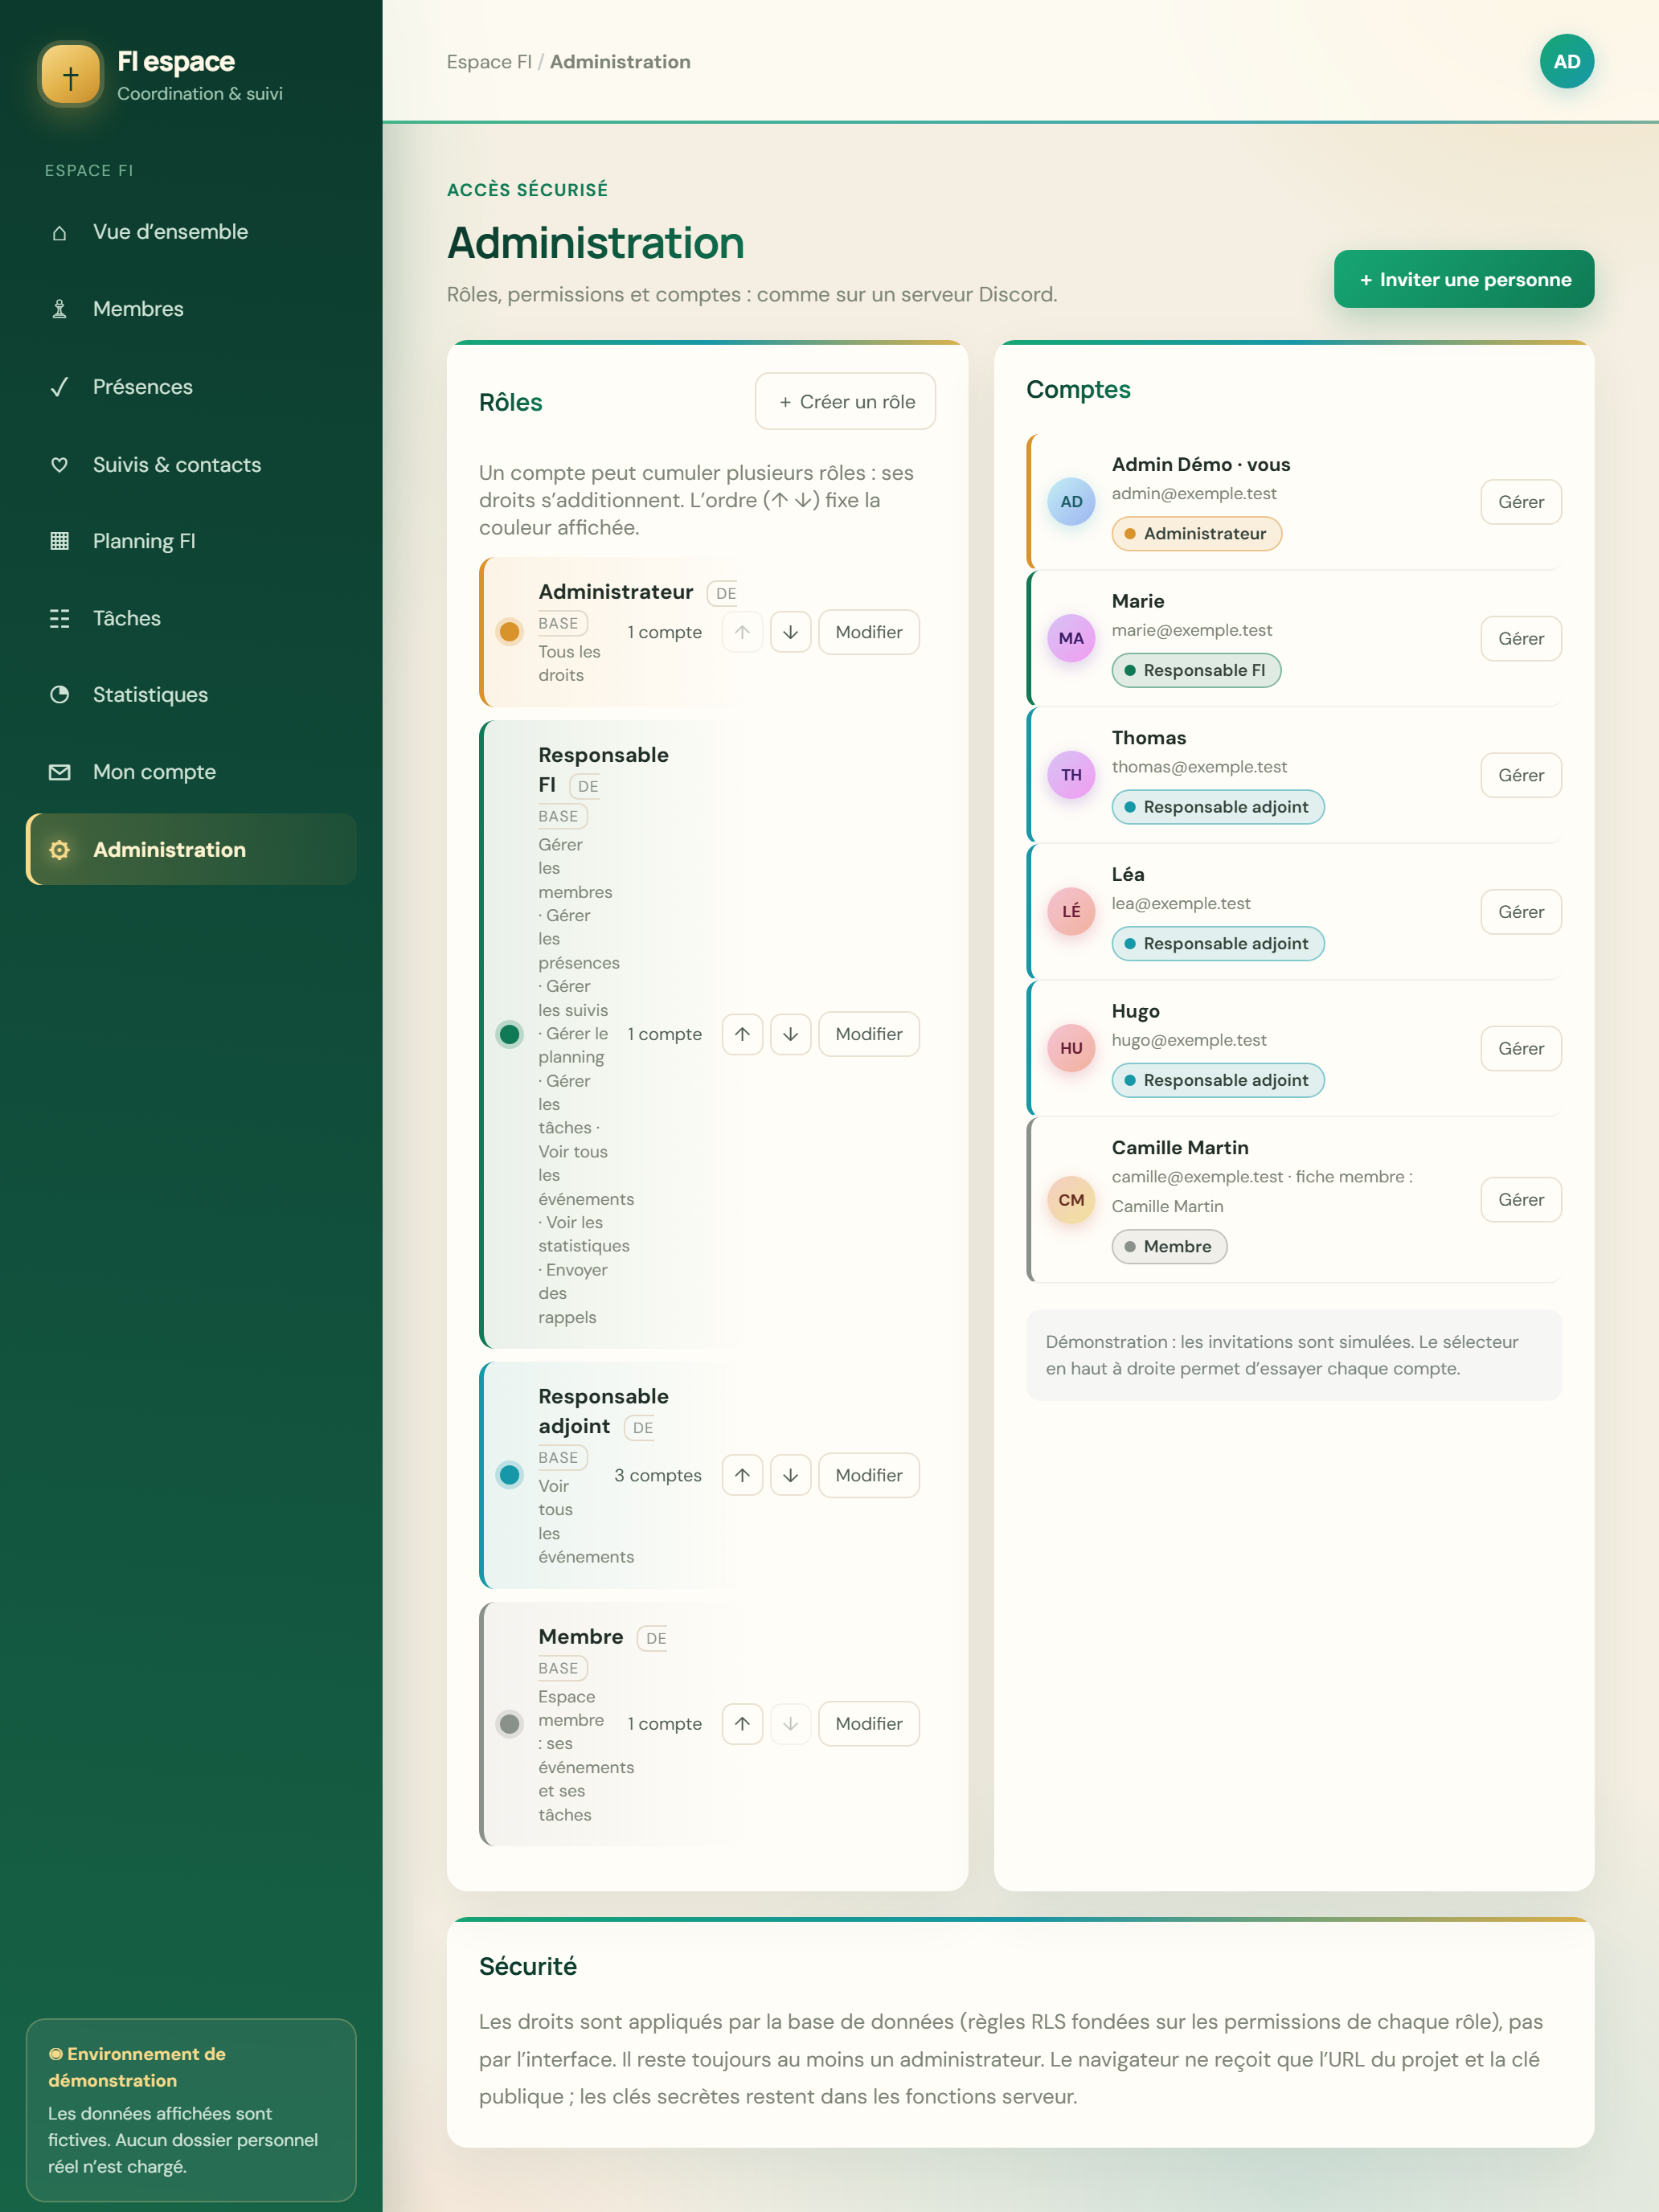 FI espace
Coordination & suivi
ESPACE FI
Vue d’ensemble
Membres
Présences
Suivis & contacts
Planning FI
Tâches
Statistiques
Mon compte
Administration
Environnement de
démonstration
Les données affichées sont
fictives. Aucun dossier personnel
réel n’est chargé.
Espace FI / Administration
AD
ACCÈS SÉCURISÉ
Administration
Rôles, permissions et comptes : comme sur un serveur Discord.
+ Inviter une personne
Rôles
+ Créer un rôle
Un compte peut cumuler plusieurs rôles : ses
droits s’additionnent. L’ordre (↑ ↓) fixe la
couleur affichée.
Administrateur DE
BASE
Tous les
droits
1 compte ↑ ↓ Modifier
Responsable
FI DE
BASE
Gérer
les
membres
· Gérer
les
présences
· Gérer
les suivis
· Gérer le
planning
· Gérer
les
tâches ·
Voir tous
les
événements
· Voir les
statistiques
· Envoyer
des
rappels
1 compte ↑ ↓ Modifier
Responsable
adjoint DE
BASE
Voir
tous
les
événements
3 comptes ↑ ↓ Modifier
Membre DE
BASE
Espace
membre
: ses
événements
et ses
tâches
1 compte ↑ ↓ Modifier
Comptes
AD
Admin Démo · vous
admin@exemple.test
Administrateur
Gérer
MA
Marie
marie@exemple.test
Responsable FI
Gérer
TH
Thomas
thomas@exemple.test
Responsable adjoint
Gérer
LÉ
Léa
lea@exemple.test
Responsable adjoint
Gérer
HU
Hugo
hugo@exemple.test
Responsable adjoint
Gérer
CM
Camille Martin
camille@exemple.test · fiche membre :
Camille Martin
Membre
Gérer
Démonstration : les invitations sont simulées. Le sélecteur
en haut à droite permet d’essayer chaque compte.
Sécurité
Les droits sont appliqués par la base de données (règles RLS fondées sur les permissions de chaque rôle), pas
par l’interface. Il reste toujours au moins un administrateur. Le navigateur ne reçoit que l’URL du projet et la clé
publique ; les clés secrètes restent dans les fonctions serveur.